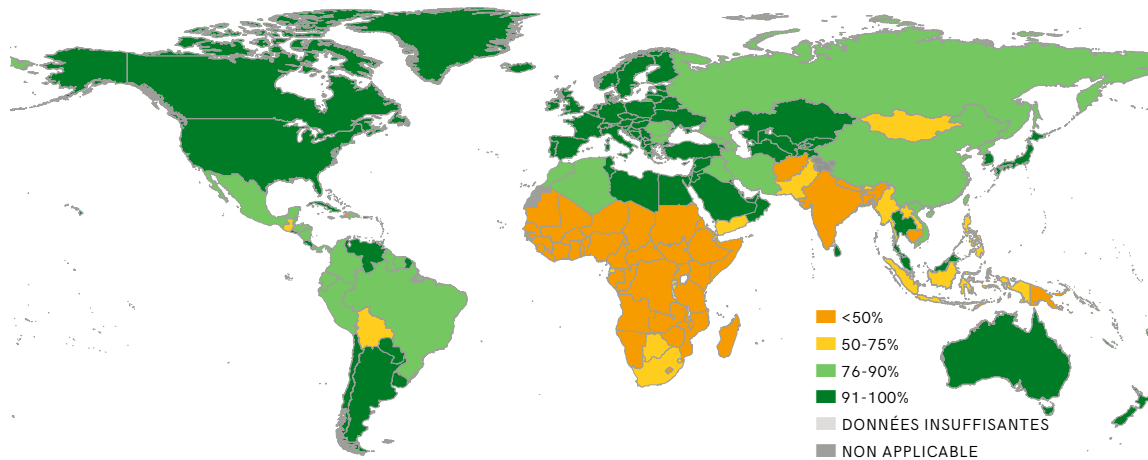 <50%
50-75%
76-90%
91-100%
DONNÉES INSUFFISANTES
NON APPLICABLE